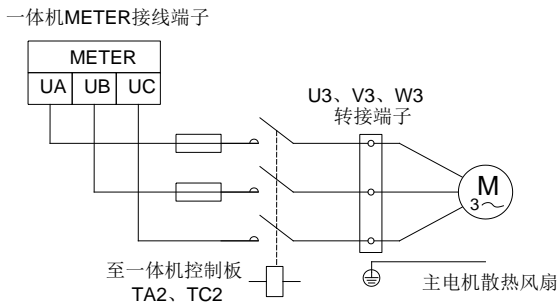 一体机METER接线端子
METER
UA UB UC
U3、V3、W3
转接端子
M
3～
至一体机控制板
TA2、TC2
主电机散热风扇